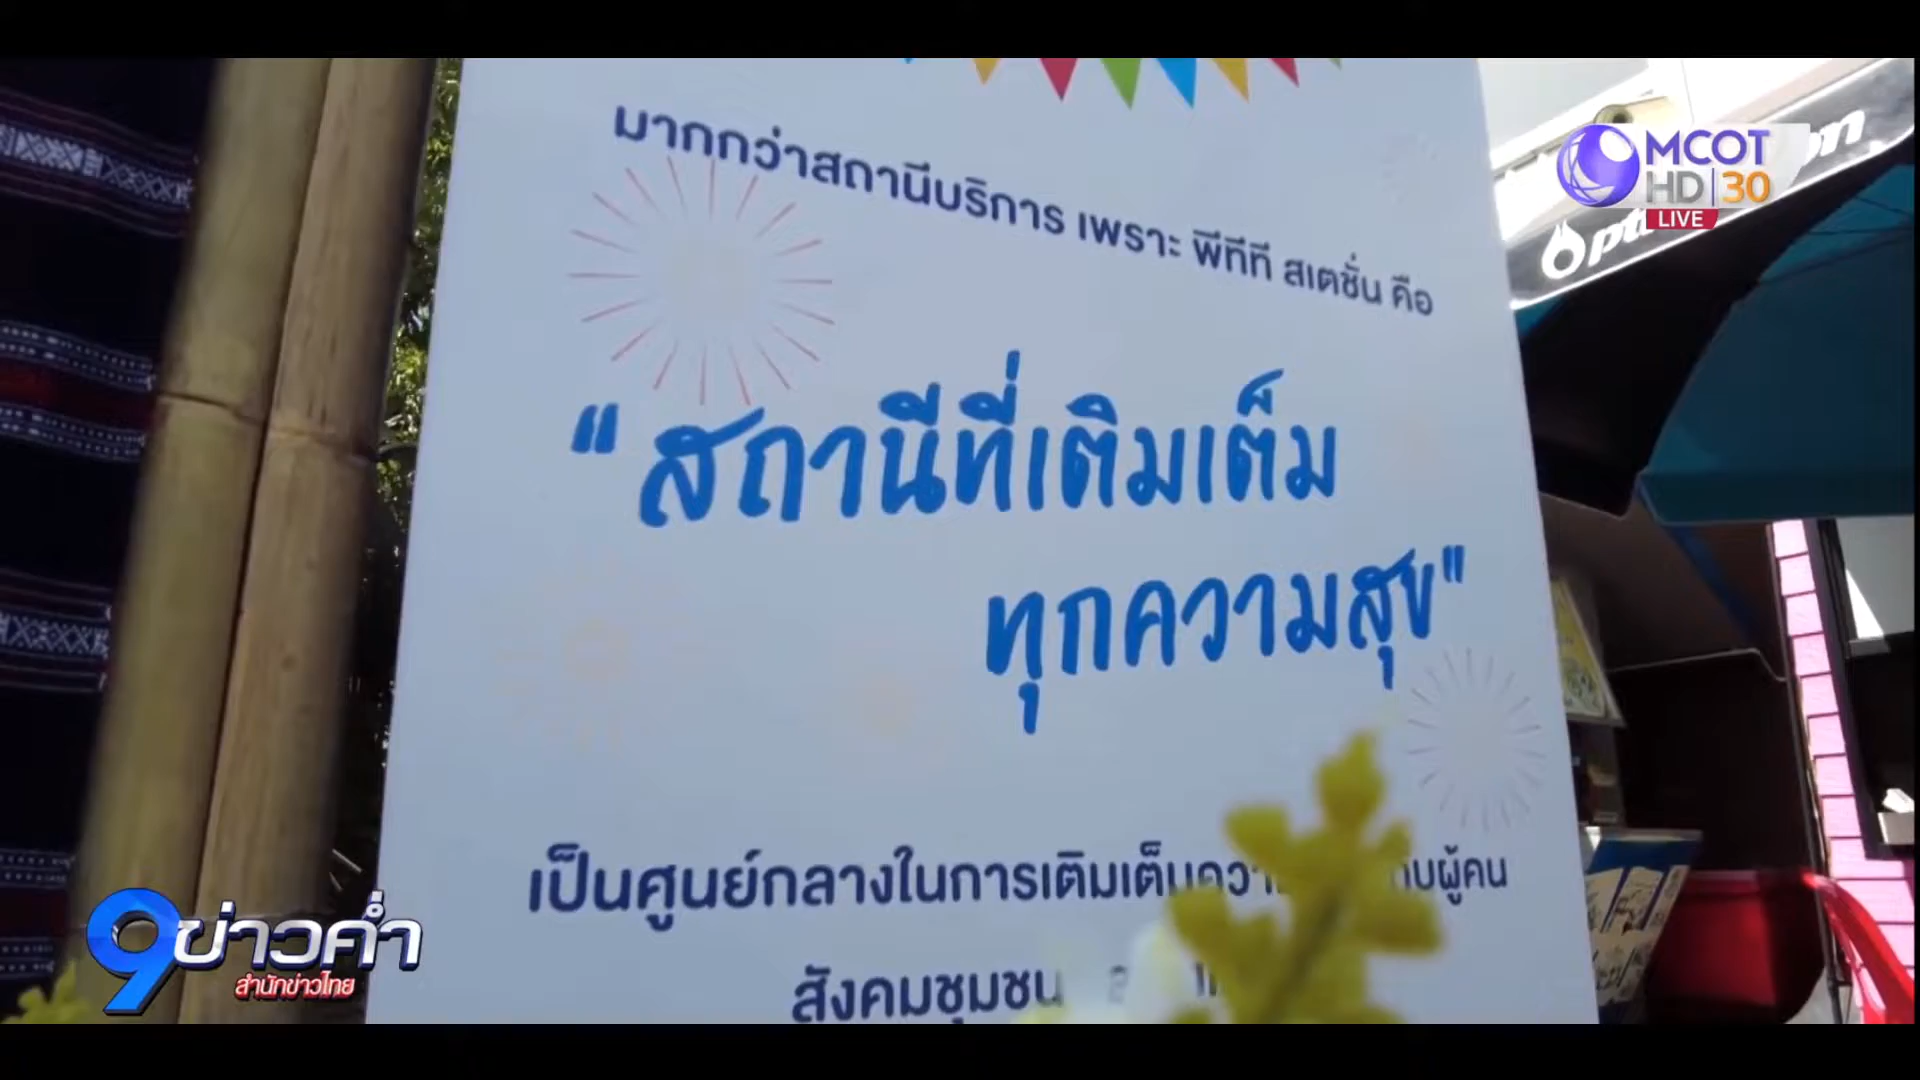 มากกว่าสถานีบริการ เพราะ พีทีที สเตชั่น คือ
"สถานีที่เติมเต็ม
ทุกความสุข"
เป็นศูนย์กลางในการเติมเต็ม ผู้คน
สังคมชุมชน
MCOT
HD 30
LIVE
9 ข่าวค่ำ
สำนักข่าวไทย